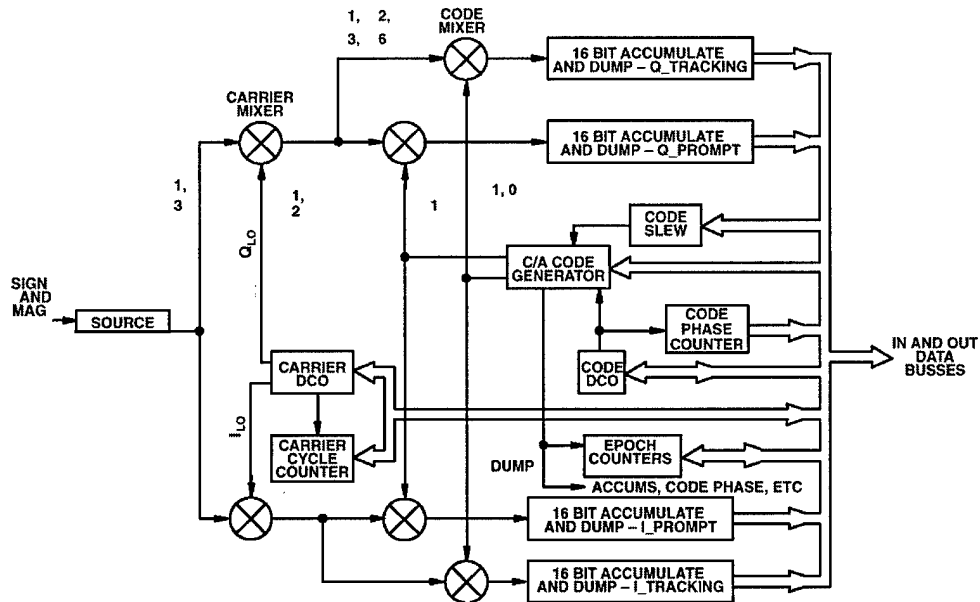 1, 2,
3, 6
CODE
MIXER
16 BIT ACCUMULATE
AND DUMP – Q_TRACKING
CARRIER
MIXER
16 BIT ACCUMULATE
AND DUMP – Q_PROMPT
1,
3
1,
2
1
1, 0
QLO
CODE
SLEW
C/A CODE
GENERATOR
SIGN
AND
MAG
SOURCE
CODE
PHASE
COUNTER
IN AND OUT
DATA
BUSSES
CARRIER
DCO
CODE
DCO
ILO
CARRIER
CYCLE
COUNTER
EPOCH
COUNTERS
DUMP
ACCUMS, CODE PHASE, ETC
16 BIT ACCUMULATE
AND DUMP – I_PROMPT
16 BIT ACCUMULATE
AND DUMP – I_TRACKING